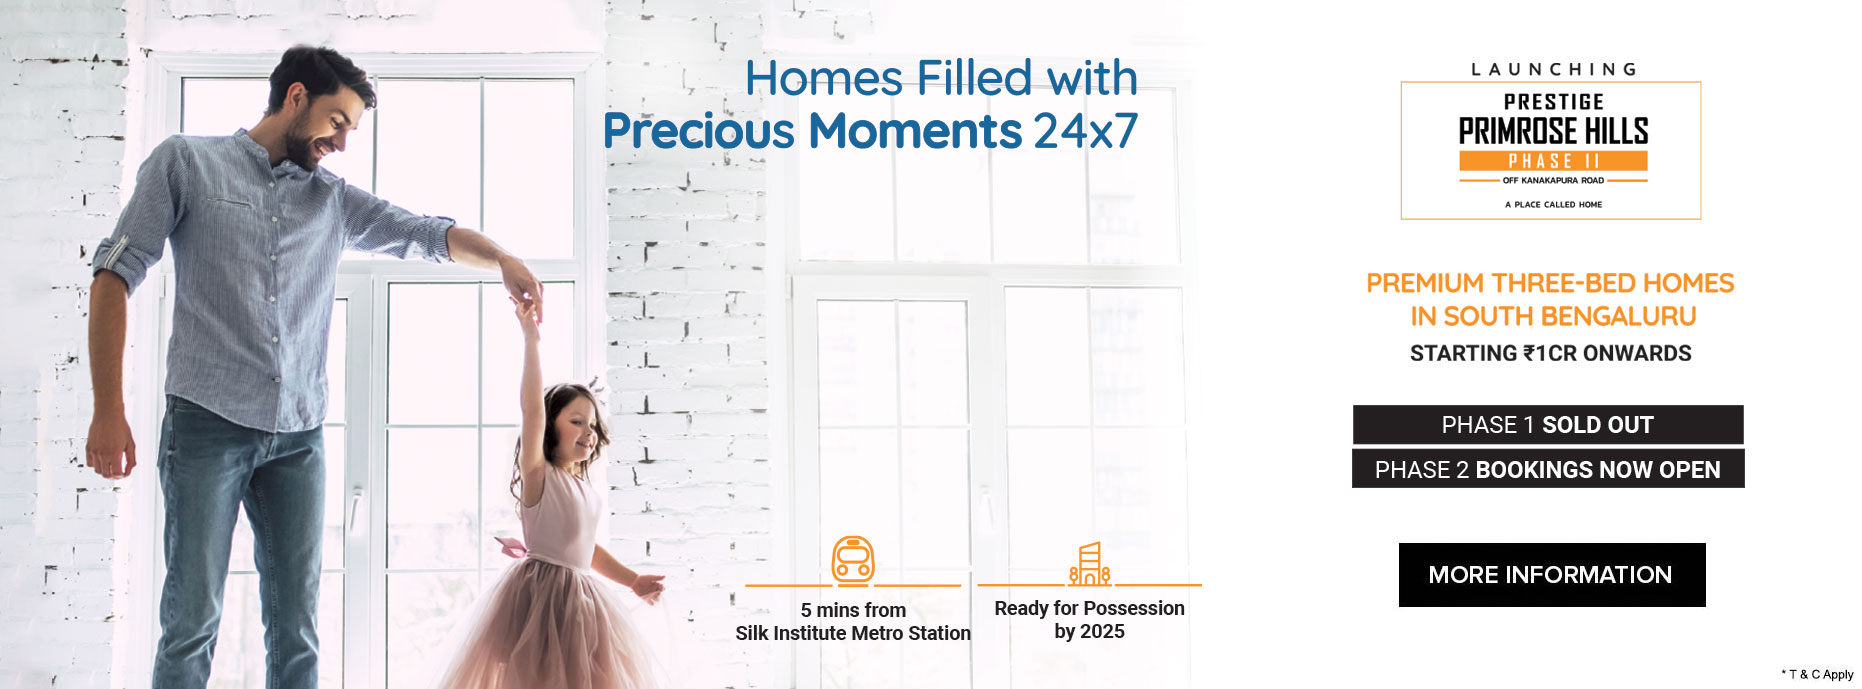 Homes Filled with
Precious Moments 24x7
5 mins from
Silk Institute Metro Station
Ready for Possession
by 2025
LAUNCHING
PRESTIGE
PRIMROSE HILLS
PHASE II
OFF KANAKAPURA ROAD
A PLACE CALLED HOME
PREMIUM THREE-BED HOMES
IN SOUTH BENGALURU
STARTING ₹1CR ONWARDS
PHASE 1 SOLD OUT
PHASE 2 BOOKINGS NOW OPEN
MORE INFORMATION
* T & C Apply